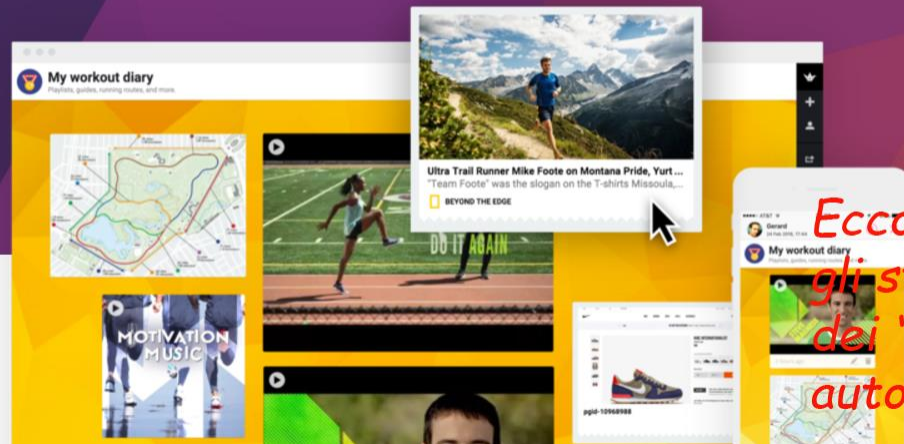 My workout diary
Playlists, guides, running routes, and more.
Ultra Trail Runner Mike Foote on Montana Pride, Yurt ...
"Team Foote" was the slogan on the T-shirts Missoula,...
BEYOND THE EDGE
DO IT AGAIN
MOTIVATION
MUSIC
pgid-10968988
AT&T
Gerard
My workout diary
Ecco
gli s
dei "
auto